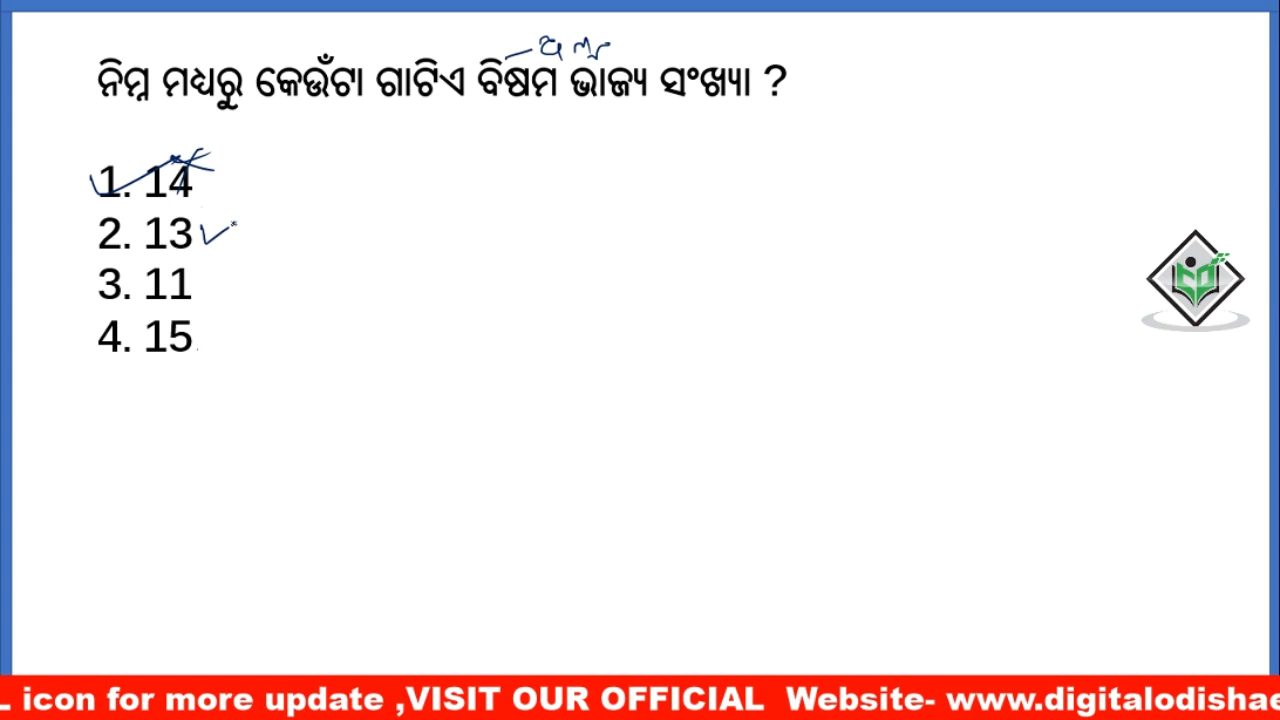 ନିମ୍ନ ମଧ୍ୟରୁ କେଉଁଟା ଗୋଟିଏ ବିଷମ ଭାଜ୍ୟ ସଂଖ୍ୟା ?
1. 14
2. 13
3. 11
4. 15
L icon for more update ,VISIT OUR OFFICIAL Website- www.digitalodishae